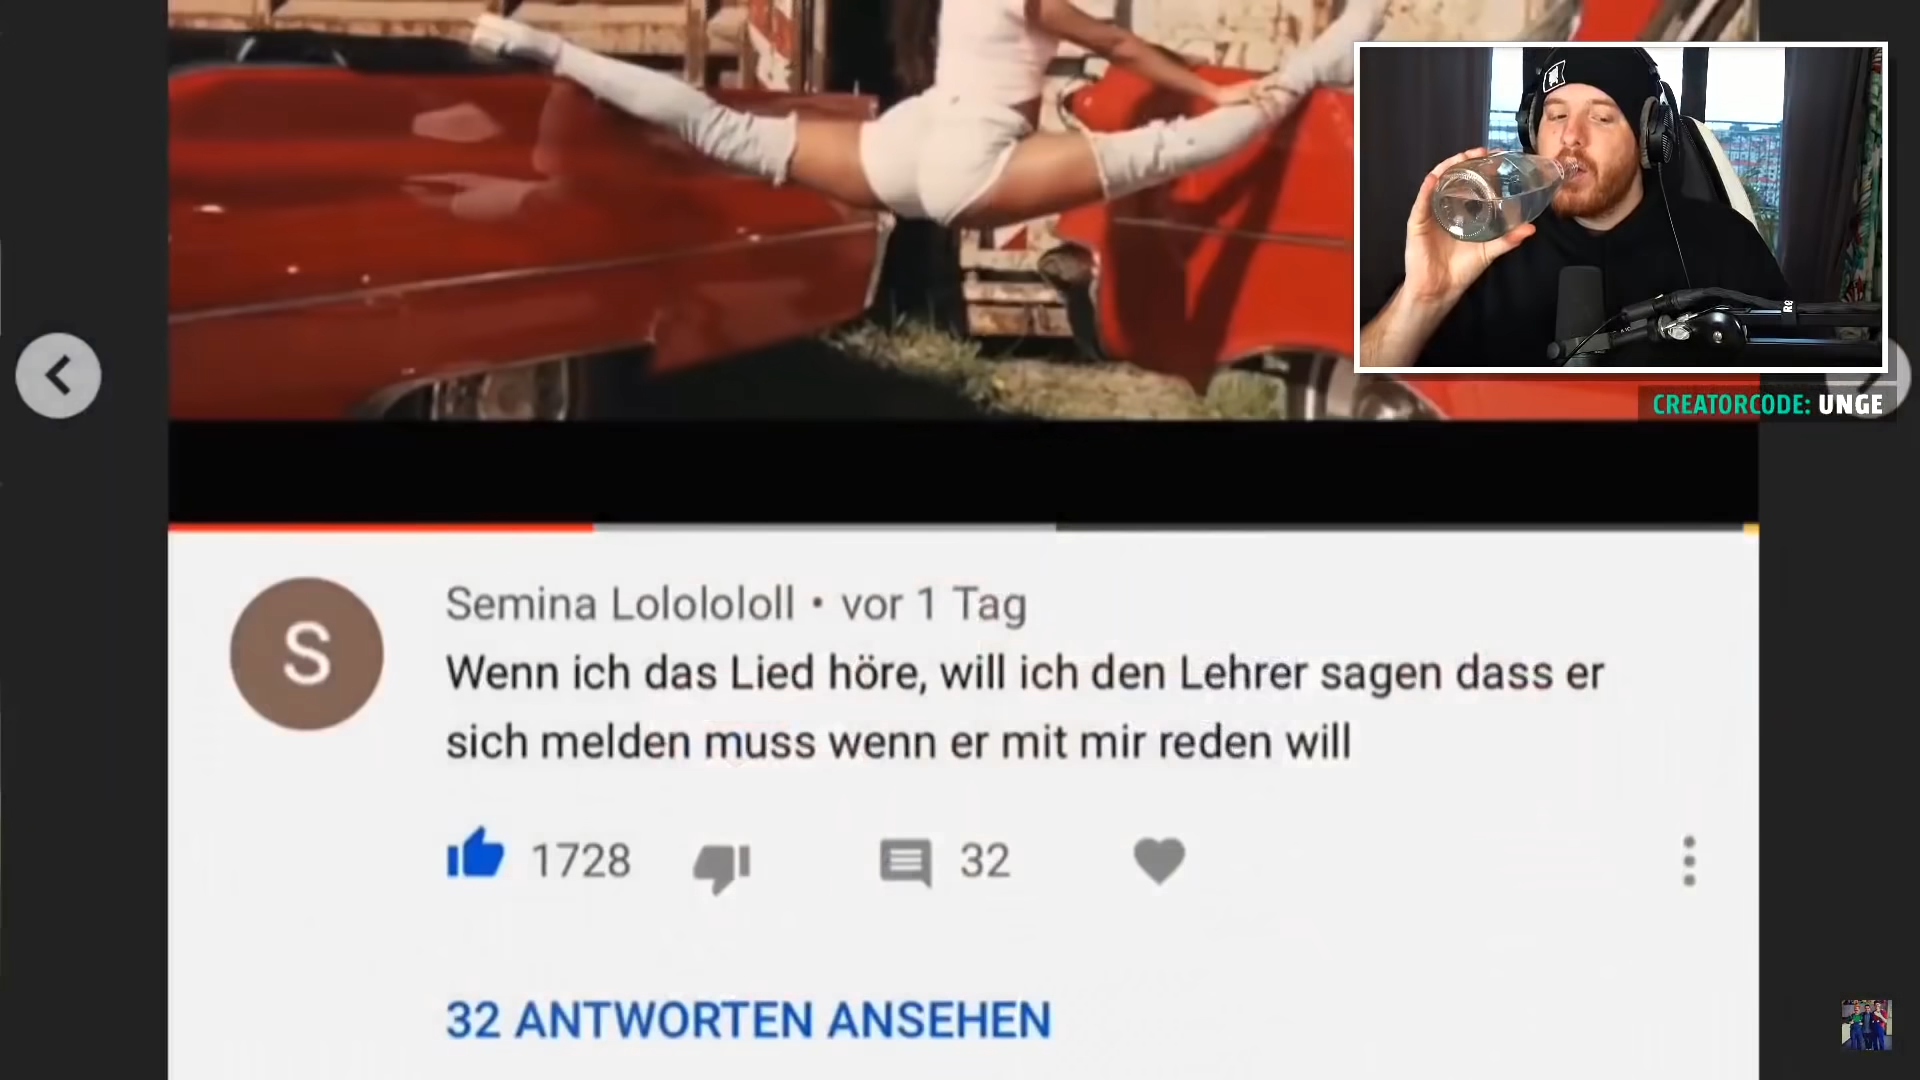 CREATORCODE: UNGE
S
Semina Lololololl • vor 1 Tag
Wenn ich das Lied höre, will ich den Lehrer sagen dass er
sich melden muss wenn er mit mir reden will
1728
32
32 ANTWORTEN ANSEHEN